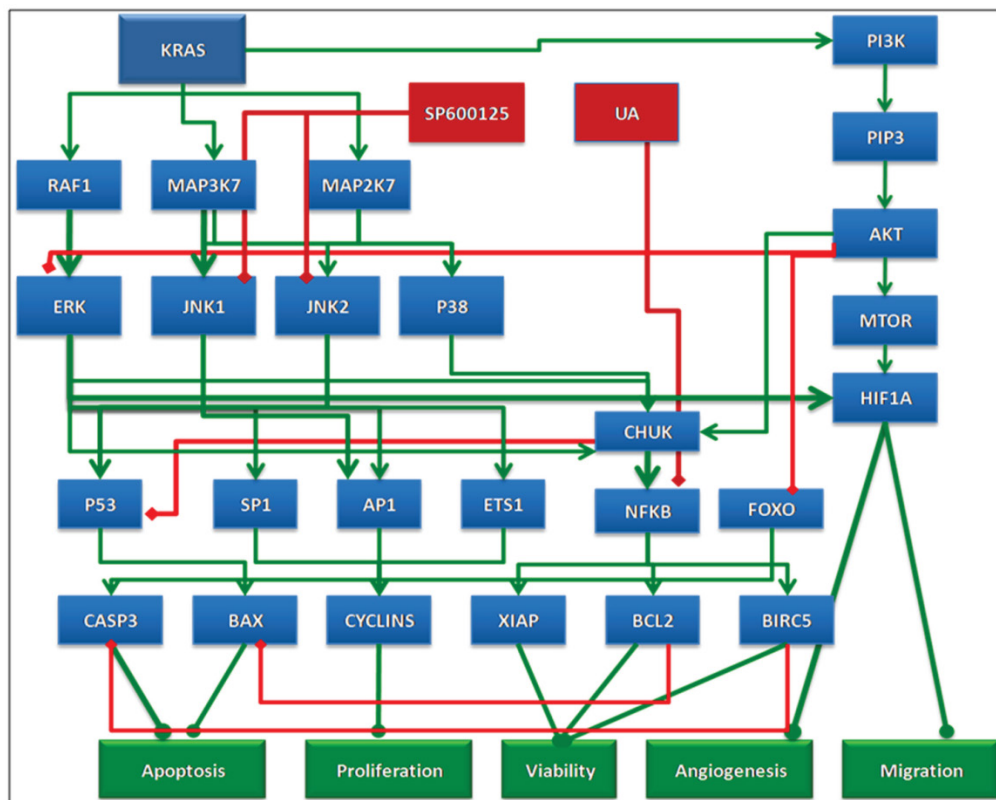 KRAS
PI3K
SP600125
UA
PIP3
RAF1
MAP3K7
MAP2K7
AKT
ERK
JNK1
JNK2
P38
MTOR
HIF1A
CHUK
P53
SP1
AP1
ETS1
NFKB
FOXO
CASP3
BAX
CYCLINS
XIAP
BCL2
BIRC5
Apoptosis
Proliferation
Viability
Angiogenesis
Migration